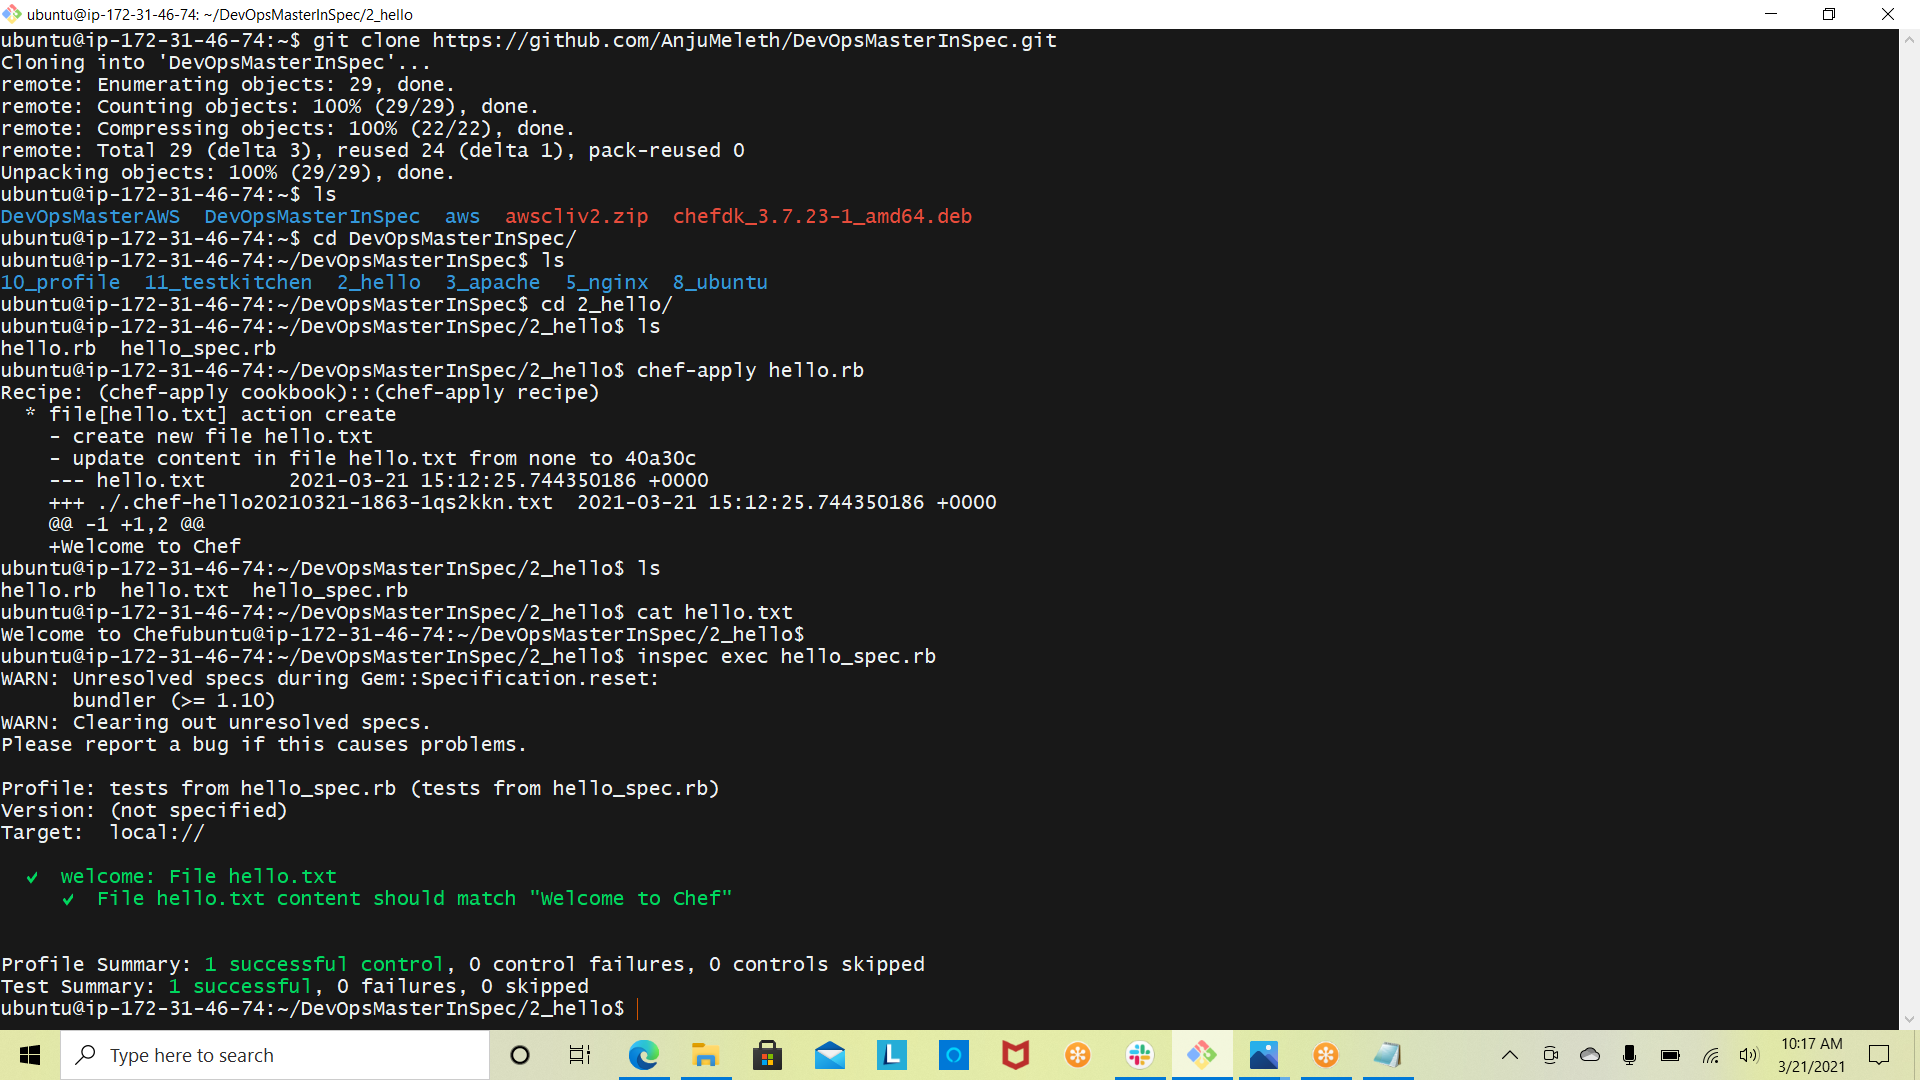 ubuntu@ip-172-31-46-74: ~/DevOpsMasterInSpec/2_hello
ubuntu@ip-172-31-46-74:~$ git clone https://github.com/AnjuMeleth/DevOpsMasterInSpec.git
Cloning into 'DevOpsMasterInSpec'...
remote: Enumerating objects: 29, done.
remote: Counting objects: 100% (29/29), done.
remote: Compressing objects: 100% (22/22), done.
remote: Total 29 (delta 3), reused 24 (delta 1), pack-reused 0
Unpacking objects: 100% (29/29), done.
ubuntu@ip-172-31-46-74:~$ ls
DevOpsMasterAWS  DevOpsMasterInSpec  aws  awscliv2.zip  chefdk_3.7.23-1_amd64.deb
ubuntu@ip-172-31-46-74:~$ cd DevOpsMasterInSpec/
ubuntu@ip-172-31-46-74:~/DevOpsMasterInSpec$ ls
10_profile  11_testkitchen  2_hello  3_apache  5_nginx  8_ubuntu
ubuntu@ip-172-31-46-74:~/DevOpsMasterInSpec$ cd 2_hello/
ubuntu@ip-172-31-46-74:~/DevOpsMasterInSpec/2_hello$ ls
hello.rb  hello_spec.rb
ubuntu@ip-172-31-46-74:~/DevOpsMasterInSpec/2_hello$ chef-apply hello.rb
Recipe: (chef-apply cookbook)::(chef-apply recipe)
  * file[hello.txt] action create
    - create new file hello.txt
    - update content in file hello.txt from none to 40a30c
    --- hello.txt       2021-03-21 15:12:25.744350186 +0000
    +++ ./.chef-hello20210321-1863-1qs2kkn.txt  2021-03-21 15:12:25.744350186 +0000
    @@ -1 +1,2 @@
    +Welcome to Chef
ubuntu@ip-172-31-46-74:~/DevOpsMasterInSpec/2_hello$ ls
hello.rb  hello.txt  hello_spec.rb
ubuntu@ip-172-31-46-74:~/DevOpsMasterInSpec/2_hello$ cat hello.txt
Welcome to Chefubuntu@ip-172-31-46-74:~/DevOpsMasterInSpec/2_hello$
ubuntu@ip-172-31-46-74:~/DevOpsMasterInSpec/2_hello$ inspec exec hello_spec.rb
WARN: Unresolved specs during Gem::Specification.reset:
      bundler (>= 1.10)
WARN: Clearing out unresolved specs.
Please report a bug if this causes problems.
Profile: tests from hello_spec.rb (tests from hello_spec.rb)
Version: (not specified)
Target:  local://
  ✔  welcome: File hello.txt
     ✔  File hello.txt content should match "Welcome to Chef"
Profile Summary: 1 successful control, 0 control failures, 0 controls skipped
Test Summary: 1 successful, 0 failures, 0 skipped
ubuntu@ip-172-31-46-74:~/DevOpsMasterInSpec/2_hello$
Type here to search
L
10:17 AM
3/21/2021